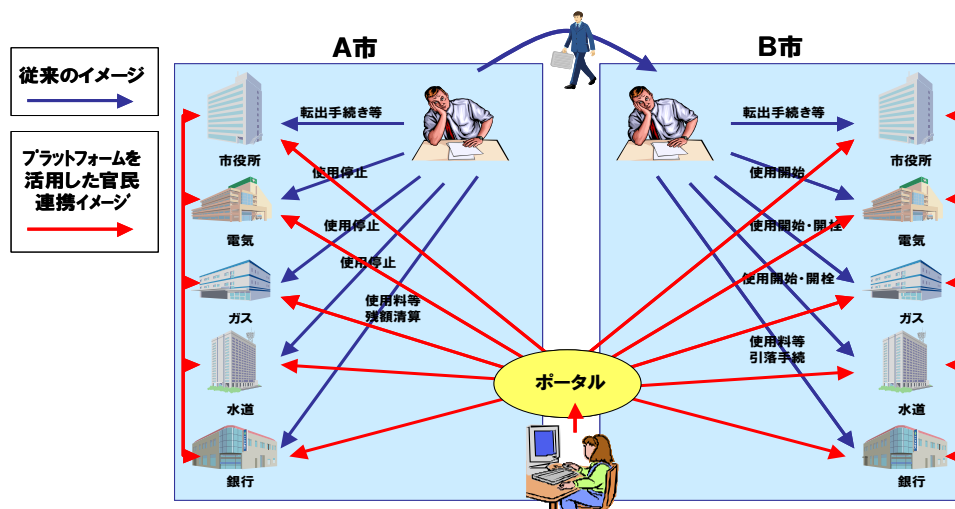 A市
B市
従来のイメージ
プラットフォームを
活用した官民
連携イメージ
転出手続き等
市役所
使用停止
電気
使用停止
使用停止
ガス
使用料等
残額清算
水道
銀行
転出手続き等
市役所
使用開始
電気
使用開始・開栓
使用開始・開栓
ガス
使用料等
引落手続
水道
銀行
ポータル